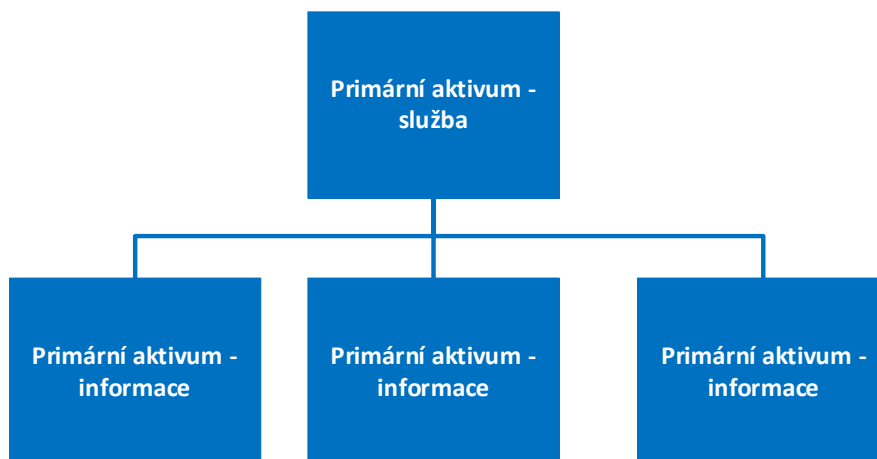 Primární aktivum -
služba
Primární aktivum -
informace
Primární aktivum -
informace
Primární aktivum -
informace